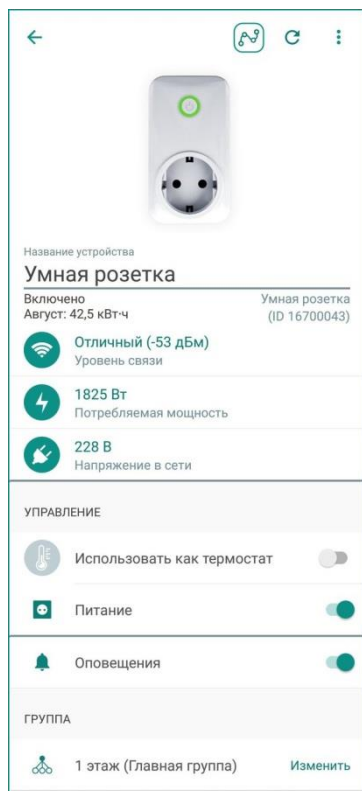 Название устройства
Умная розетка
Включено
Август: 42,5 кВт·ч
Умная розетка
(ID 16700043)
Отличный (-53 дБм)
Уровень связи
1825 Вт
Потребляемая мощность
228 В
Напряжение в сети
УПРАВЛЕНИЕ
Использовать как термостат
Питание
Оповещения
ГРУППА
1 этаж (Главная группа) Изменить